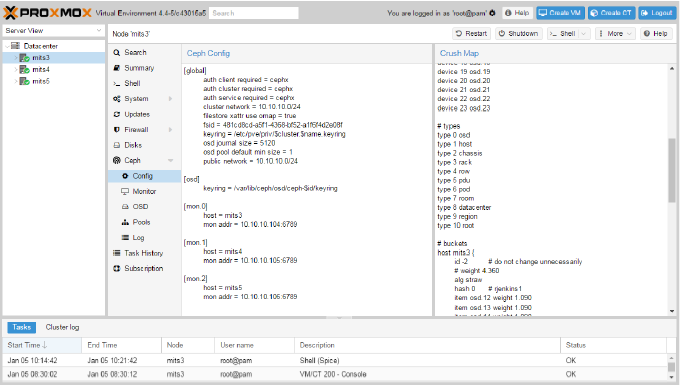 PROXMOX Virtual Environment 4.4-5/c43015a5 Search You are logged in as 'root@pam' Help Create VM Create CT Logout
Server View
Node 'mits3' Restart Shutdown Shell More Help
Datacenter
mits3
mits4
mits5
Search
Summary
Shell
System
Updates
Firewall
Disks
Ceph
Config
Monitor
OSD
Pools
Log
Task History
Subscription
Ceph Config
[global]
auth client required = cephx
auth cluster required = cephx
auth service required = cephx
cluster network = 10.10.10.0/24
filestore xattr use omap = true
keyring = /etc/pve/priv/$cluster.$name.keyring
osd journal size = 5120
osd pool default min size = 1
public network = 10.10.10.0/24
[osd]
keyring = /var/lib/ceph/osd/ceph-$id/keyring
[mon.0]
host = mits3
mon addr = 10.10.10.104:6789
[mon.1]
host = mits4
mon addr = 10.10.10.105:6789
[mon.2]
host = mits5
mon addr = 10.10.10.105:6789
Crush Map
device 19 osd.19
device 20 osd.20
device 21 osd.21
device 22 osd.22
device 23 osd.23
# types
type 0 osd
type 1 host
type 2 chassis
type 3 rack
type 4 row
type 5 pdu
type 6 pod
type 7 room
type 8 datacenter
type 9 region
type 10 root
# buckets
host mits3 {
id -2 # do not change unnecessarily
# weight 4.360
alg straw
hash 0 # rjenkins1
item osd.12 weight 1.090
item osd.13 weight 1.090
Tasks Cluster log
Start Time End Time Node User name Description Status
Jan 05 10:14:42 Jan 05 10:21:42 mits3 root@pam Shell (Spice) OK
Jan 05 08:30:02 Jan 05 08:30:12 mits3 root@pam VM/CT 200 - Console OK